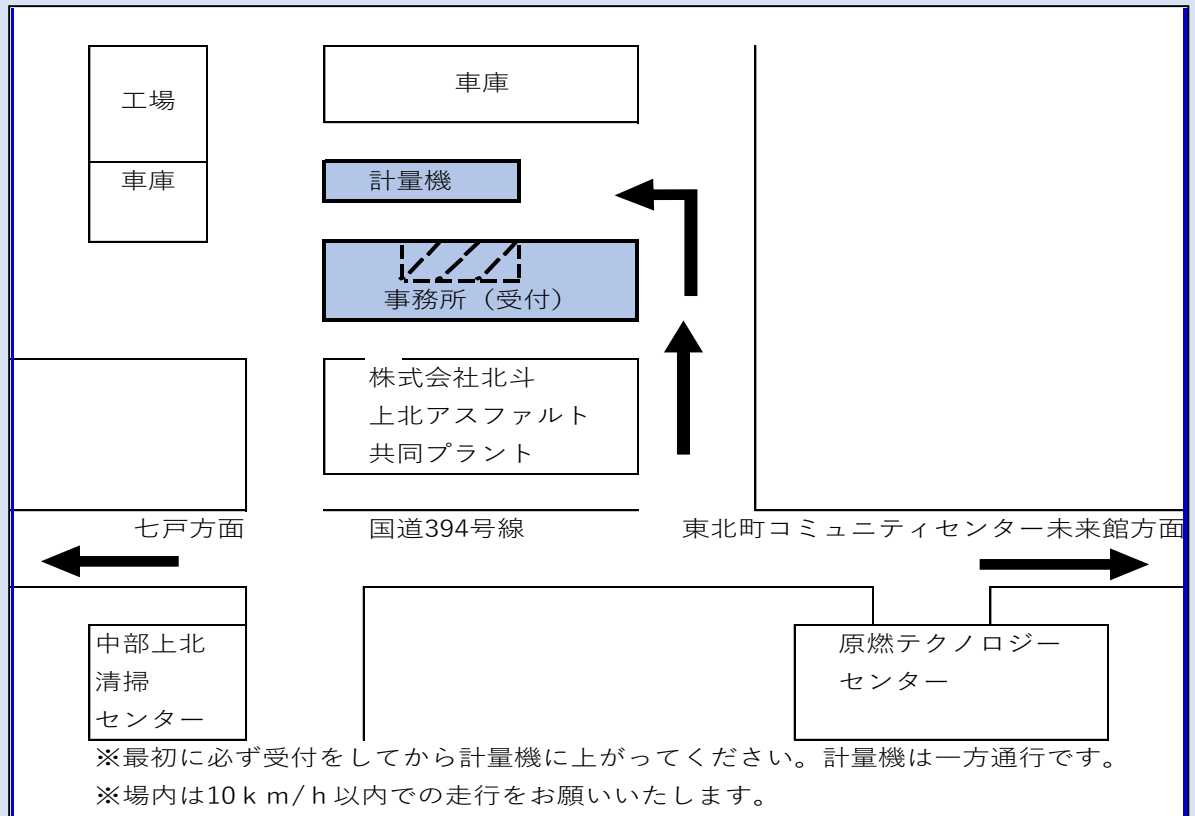 工場
車庫
車庫
計量機
事務所（受付）
株式会社北斗
上北アスファルト
共同プラント
七戸方面
国道394号線
東北町コミュニティセンター未来館方面
中部上北
清掃
センター
原燃テクノロジー
センター
※最初に必ず受付をしてから計量機に上がってください。計量機は一方通行です。
※場内は10ｋｍ/ｈ以内での走行をお願いいたします。